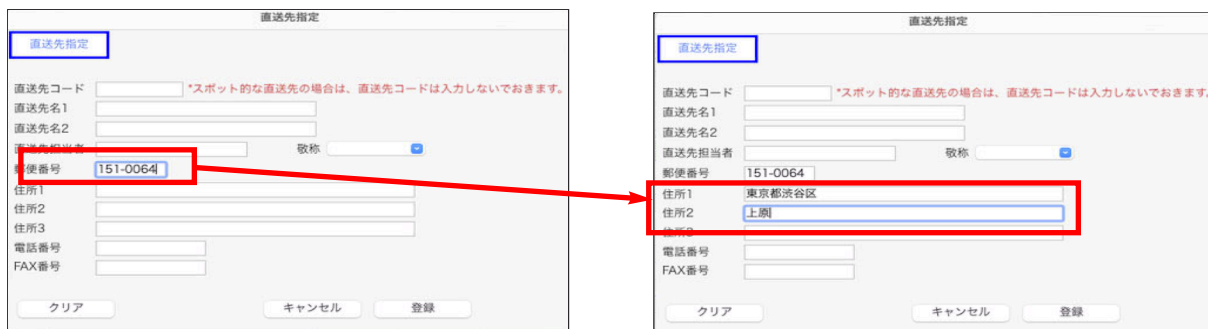 直送先指定
直送先指定
直送先コード *スポット的な直送先の場合は、直送先コードは入力しないでおきます。
直送先名1
直送先名2
直送先担当者 敬称
郵便番号 151-0064
住所1
住所2
住所3
電話番号
FAX番号
クリア キャンセル 登録
直送先指定
直送先指定
直送先コード *スポット的な直送先の場合は、直送先コードは入力しないでおきます。
直送先名1
直送先名2
直送先担当者 敬称
郵便番号 151-0064
住所1 東京都渋谷区
住所2 上原
住所3
電話番号
FAX番号
クリア キャンセル 登録